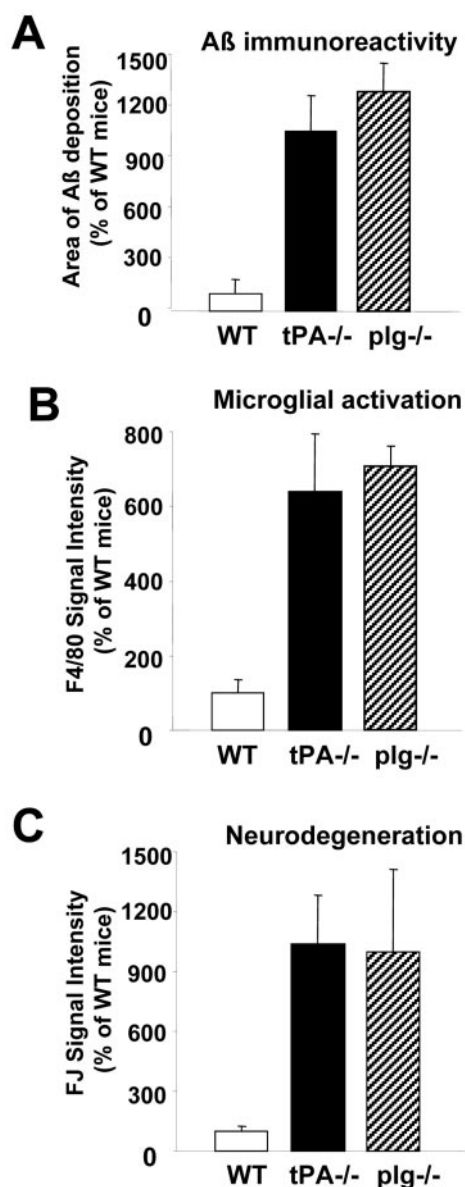 A
Aß immunoreactivity
Area of Aß deposition
(% of WT mice)
1500
900
300
0
WT tPA-/- plg-/-
B
Microglial activation
F4/80 Signal Intensity
(% of WT mice)
800
600
400
200
0
WT tPA-/- plg-/-
C
Neurodegeneration
FJ Signal Intensity
(% of WT mice)
1500
1200
900
600
300
0
WT tPA-/- plg-/-